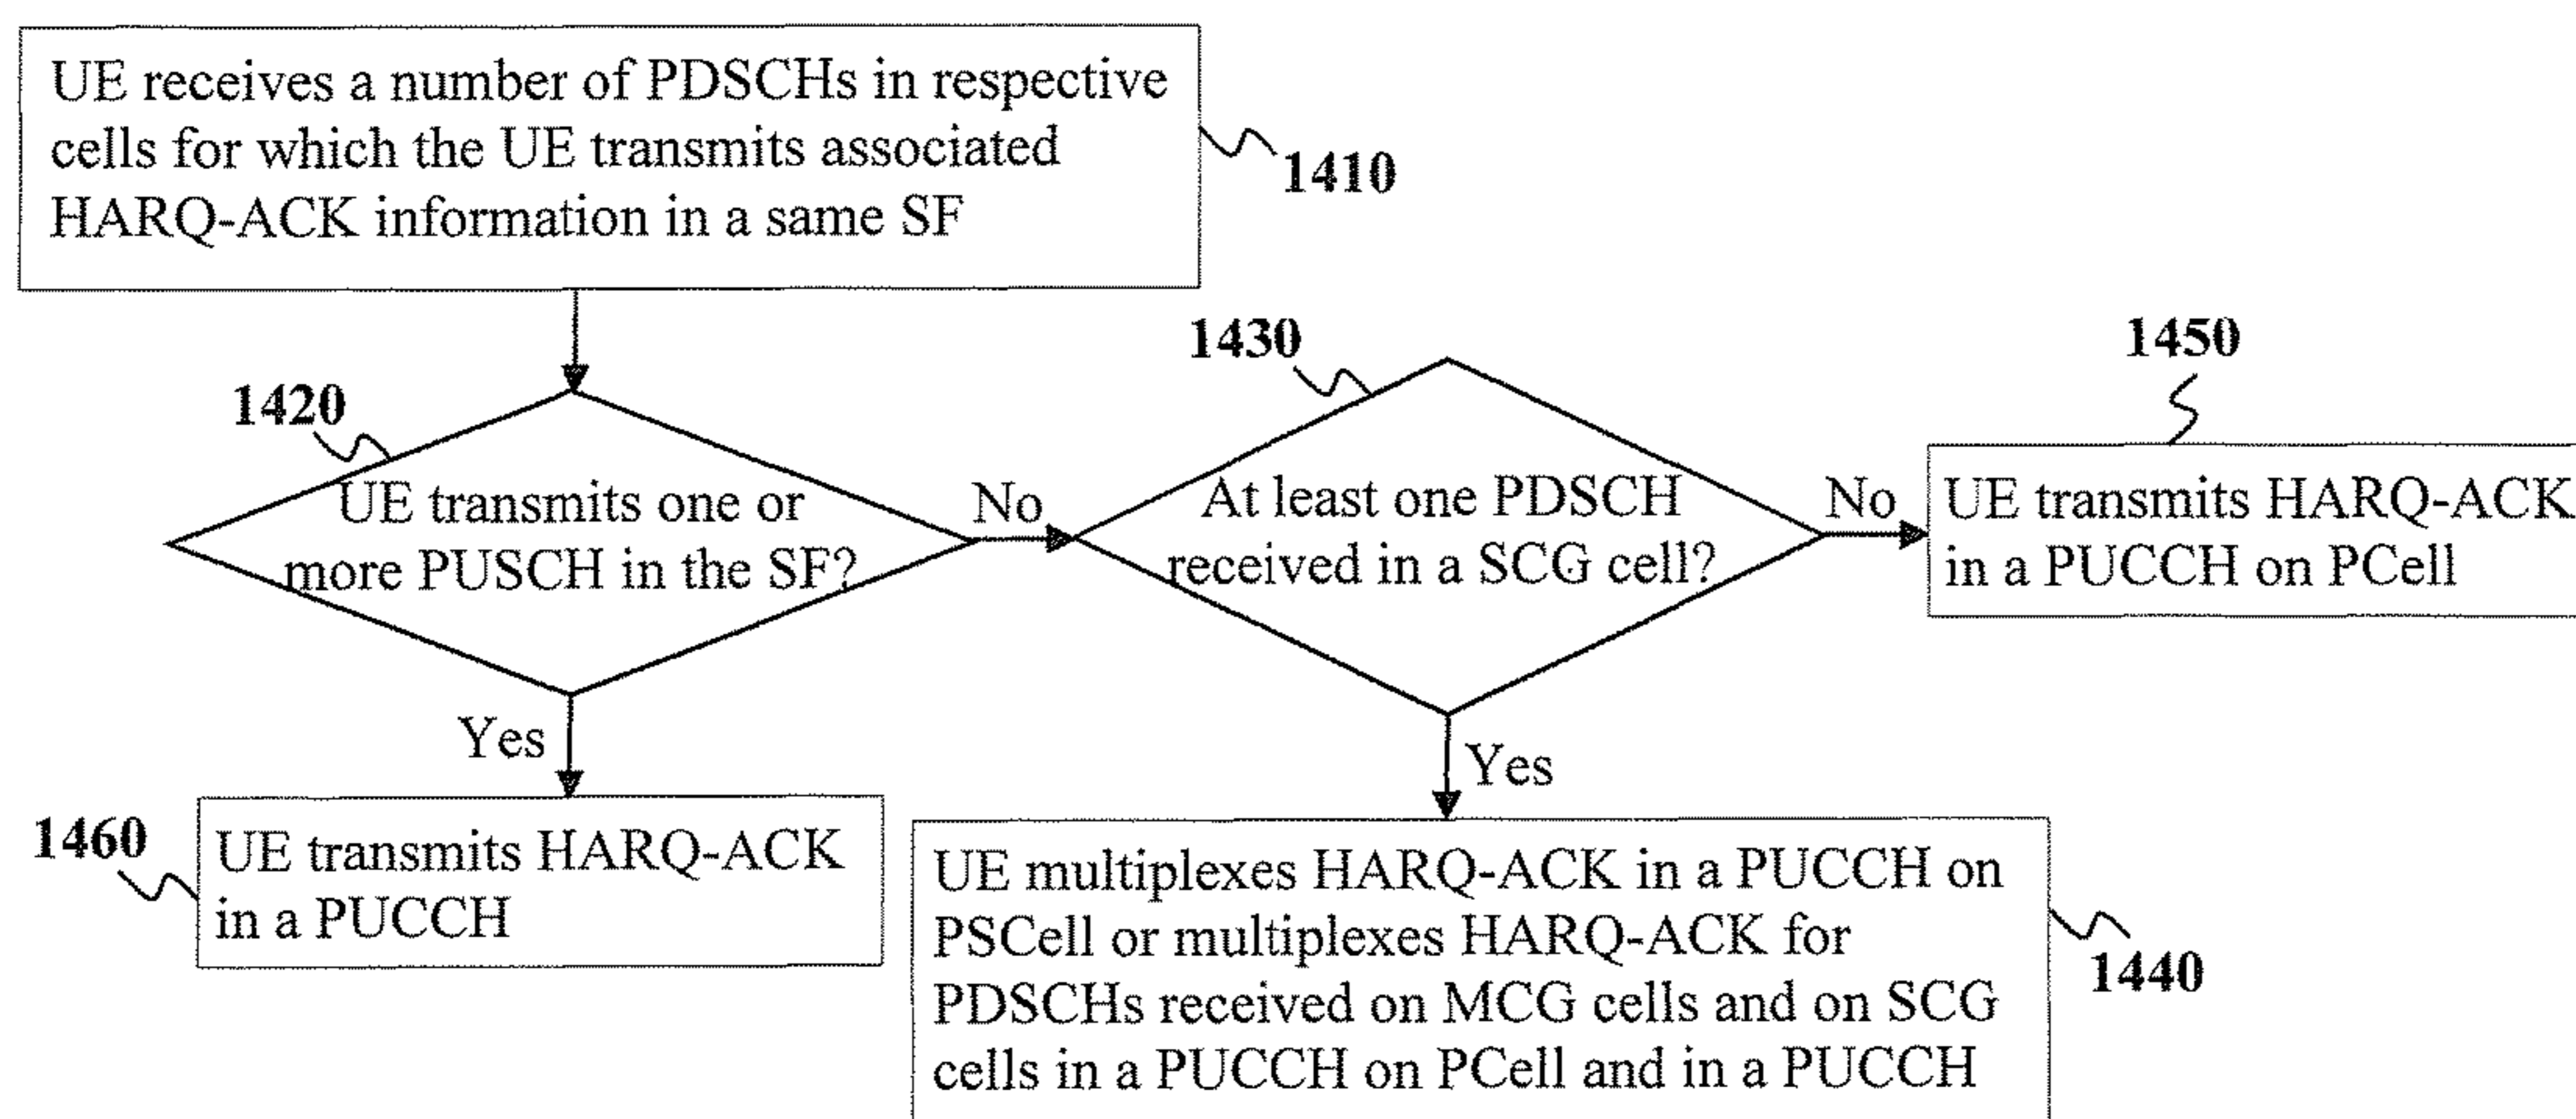 UE receives a number of PDSCHs in respective
cells for which the UE transmits associated
HARQ-ACK information in a same SF
1410
1420
UE transmits one or
more PUSCH in the SF?
No
1430
At least one PDSCH
received in a SCG cell?
No
1450
UE transmits HARQ-ACK
in a PUCCH on PCell
Yes
1460
UE transmits HARQ-ACK
in a PUCCH
Yes
UE multiplexes HARQ-ACK in a PUCCH on
PSCell or multiplexes HARQ-ACK for
PDSCHs received on MCG cells and on SCG
cells in a PUCCH on PCell and in a PUCCH
1440